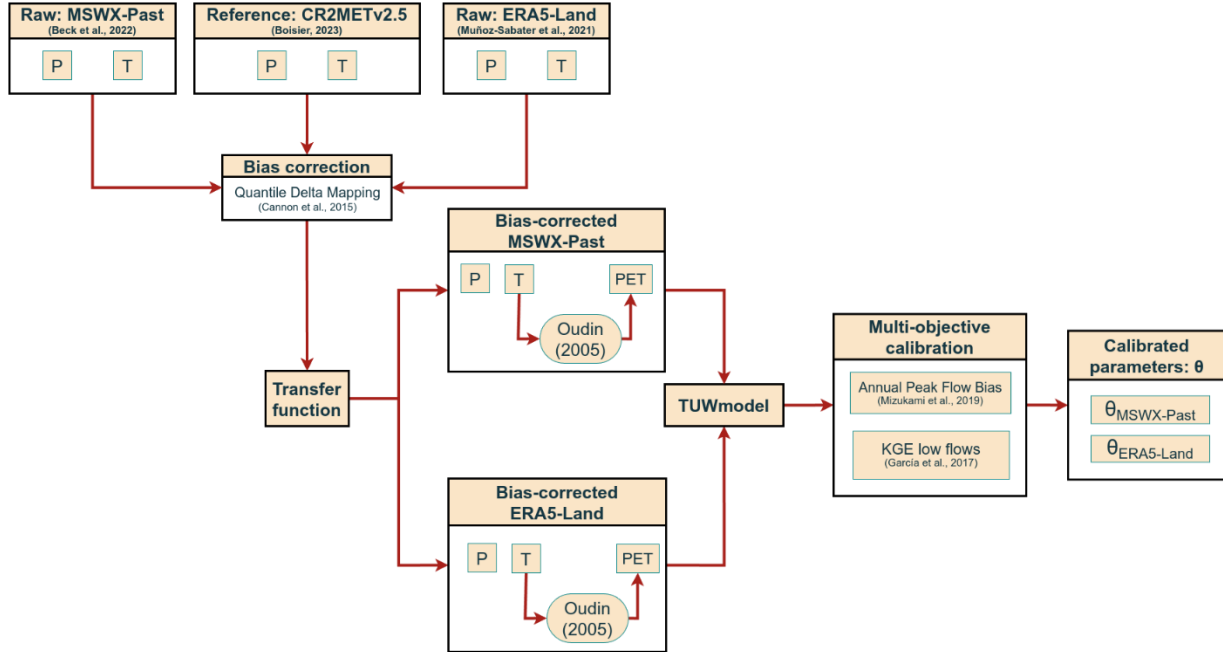 Raw: MSWX-Past
(Beck et al., 2022)
P
T
Reference: CR2METv2.5
(Boisier, 2023)
P
T
Raw: ERA5-Land
(Muñoz-Sabater et al., 2021)
P
T
Bias correction
Quantile Delta Mapping
(Cannon et al., 2015)
Transfer
function
Bias-corrected
MSWX-Past
P
T
PET
Oudin
(2005)
Bias-corrected
ERA5-Land
P
T
PET
Oudin
(2005)
TUWmodel
Multi-objective
calibration
Annual Peak Flow Bias
(Mizukami et al., 2019)
KGE low flows
(García et al., 2017)
Calibrated
parameters: θ
θMSWX-Past
θERA5-Land